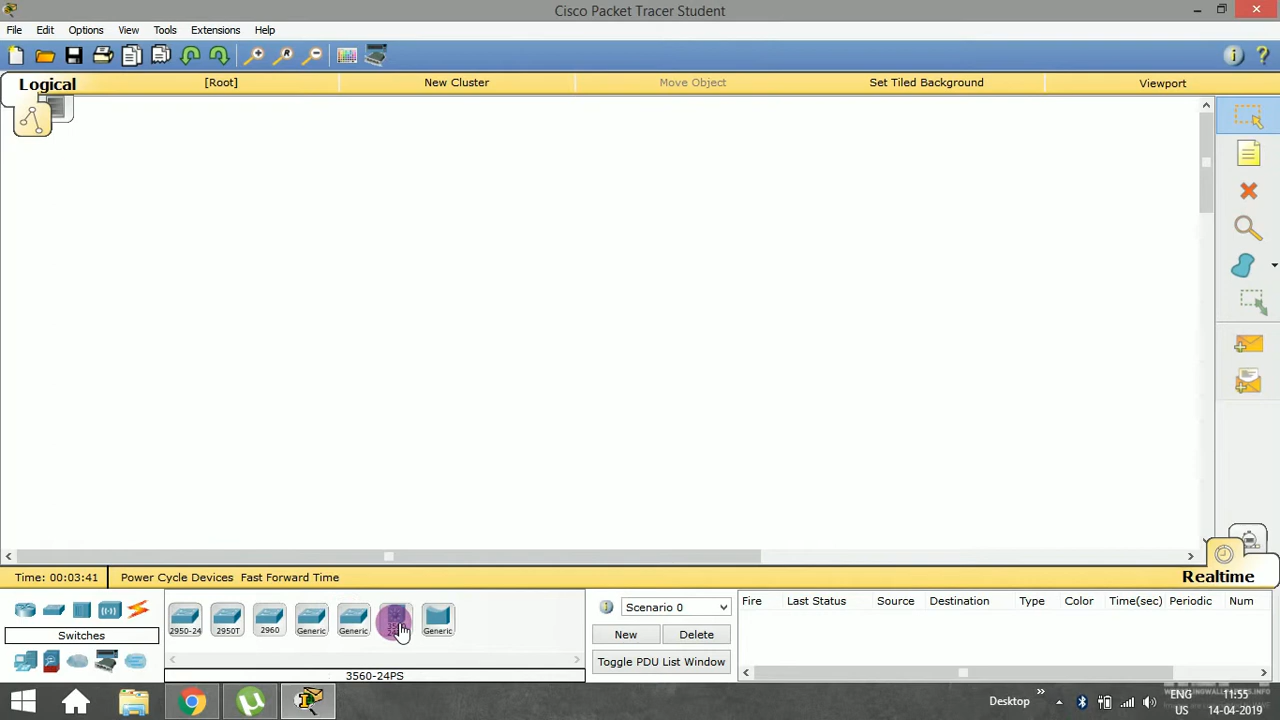 Cisco Packet Tracer Student
File Edit Options View Tools Extensions Help
Logical [Root] New Cluster Move Object Set Tiled Background Viewport
Time: 00:03:41 Power Cycle Devices Fast Forward Time Realtime
2950-24 2950T 2960 Generic Generic Generic
Switches
3560-24PS
Scenario 0
New Delete
Toggle PDU List Window
Fire Last Status Source Destination Type Color Time(sec) Periodic Num
Desktop
ENG
US
11:55
14-04-2019